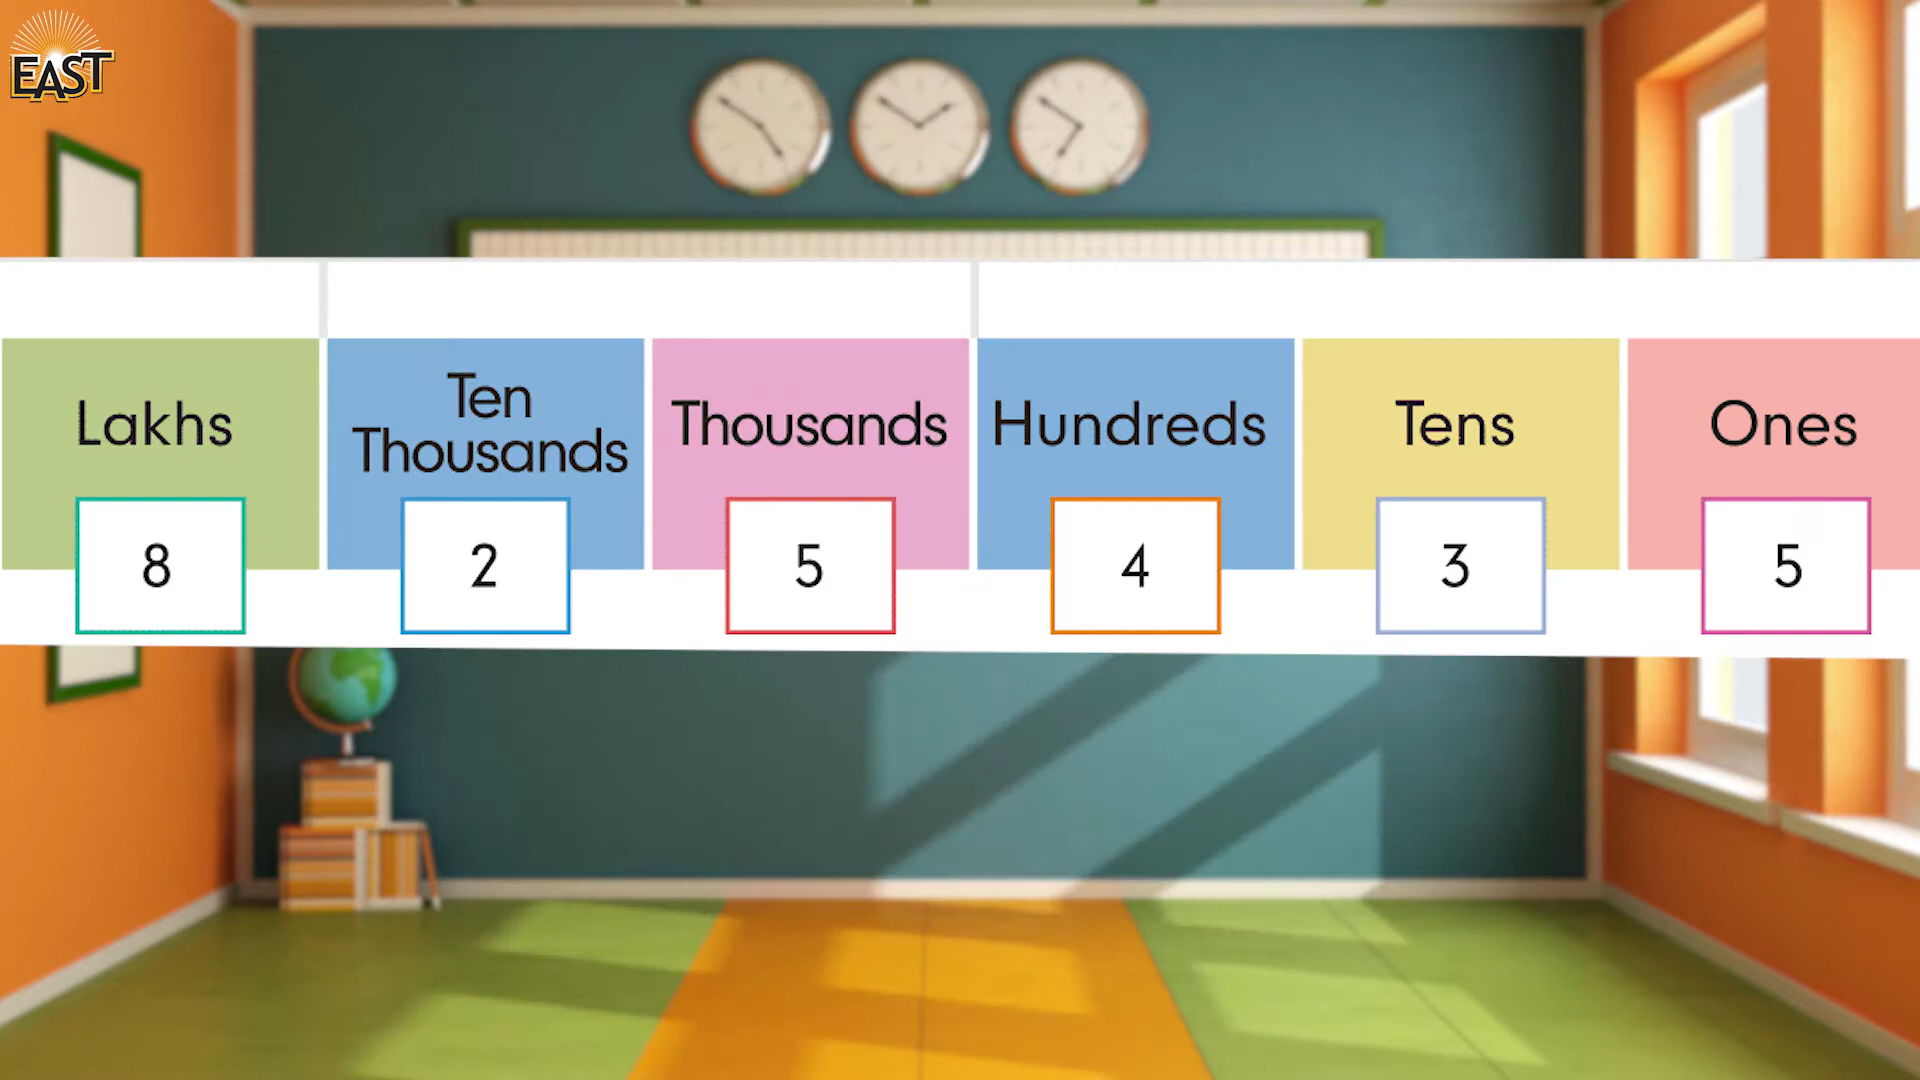 EAST
Lakhs
Ten
Thousands
Thousands
Hundreds
Tens
Ones
8
2
5
4
3
5